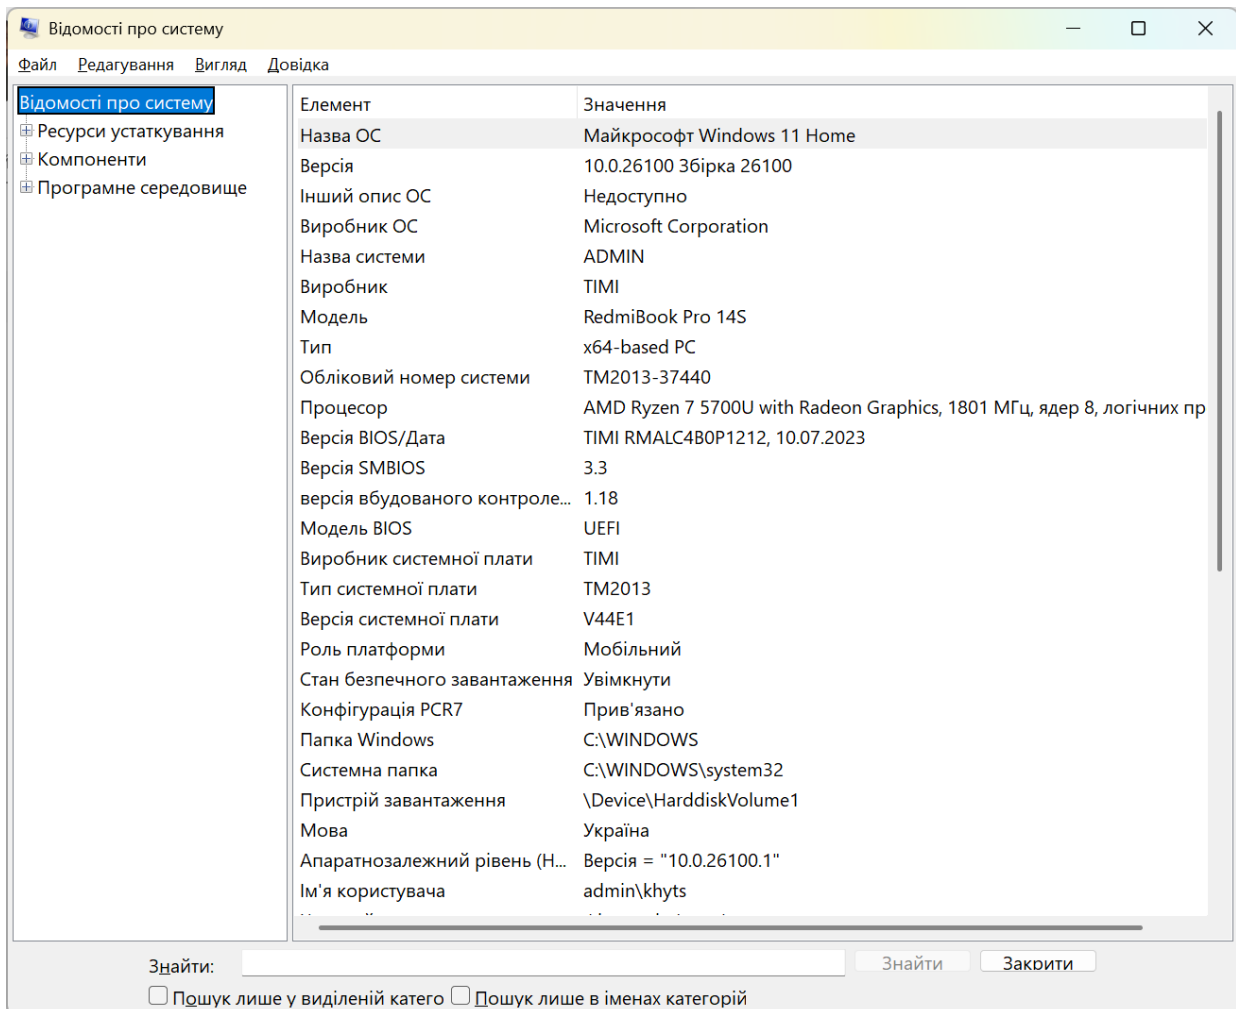 Відомості про систему
Файл Редагування Вигляд Довідка
Відомості про систему
Ресурси устаткування
Компоненти
Програмне середовище
Елемент Значення
Назва ОС Майкрософт Windows 11 Home
Версія 10.0.26100 Збірка 26100
Інший опис ОС Недоступно
Виробник ОС Microsoft Corporation
Назва системи ADMIN
Виробник TIMI
Модель RedmiBook Pro 14S
Тип x64-based PC
Обліковий номер системи TM2013-37440
Процесор AMD Ryzen 7 5700U with Radeon Graphics, 1801 МГц, ядер 8, логічних пр
Версія BIOS/Дата TIMI RMALC4B0P1212, 10.07.2023
Версія SMBIOS 3.3
версія вбудованого контроле... 1.18
Модель BIOS UEFI
Виробник системної плати TIMI
Тип системної плати TM2013
Версія системної плати V44E1
Роль платформи Мобільний
Стан безпечного завантаження Увімкнути
Конфігурація PCR7 Прив'язано
Папка Windows C:\WINDOWS
Системна папка C:\WINDOWS\system32
Пристрій завантаження \Device\HarddiskVolume1
Мова Україна
Апаратнозалежний рівень (H... Версія = "10.0.26100.1"
Ім'я користувача admin\khyts
Знайти: Знайти Закрити
Пошук лише у виділеній катего Пошук лише в іменах категорій